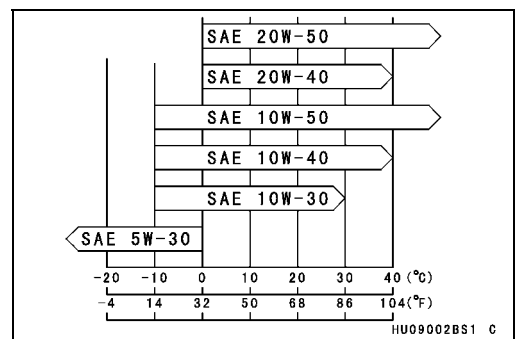 SAE 20W-50
SAE 20W-40
SAE 10W-50
SAE 10W-40
SAE 10W-30
SAE 5W-30
-20 -10 0 10 20 30 40 (°C)
-4 14 32 50 68 86 104(°F)
HU09002BS1 C